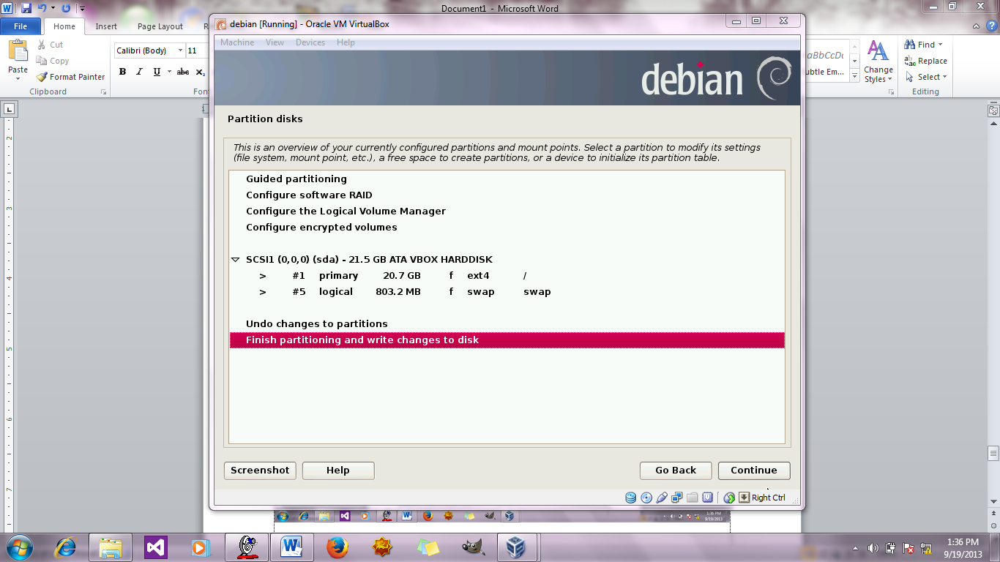 Document1 - Microsoft Word
File Home Insert Page Layout
debian [Running] - Oracle VM VirtualBox
Machine View Devices Help
Cut
Copy
Format Painter
Paste
Clipboard
Calibri (Body) 11
B I U abc x₂
Change
Styles
Find
Replace
Select
Editing
debian
Partition disks
This is an overview of your currently configured partitions and mount points. Select a partition to modify its settings
(file system, mount point, etc.), a free space to create partitions, or a device to initialize its partition table.
Guided partitioning
Configure software RAID
Configure the Logical Volume Manager
Configure encrypted volumes
SCSI1 (0,0,0) (sda) - 21.5 GB ATA VBOX HARDDISK
> #1 primary 20.7 GB f ext4 /
> #5 logical 803.2 MB f swap swap
Undo changes to partitions
Finish partitioning and write changes to disk
Screenshot Help Go Back Continue
Right Ctrl
1:36 PM
9/19/2013
1:36 PM
9/19/2013